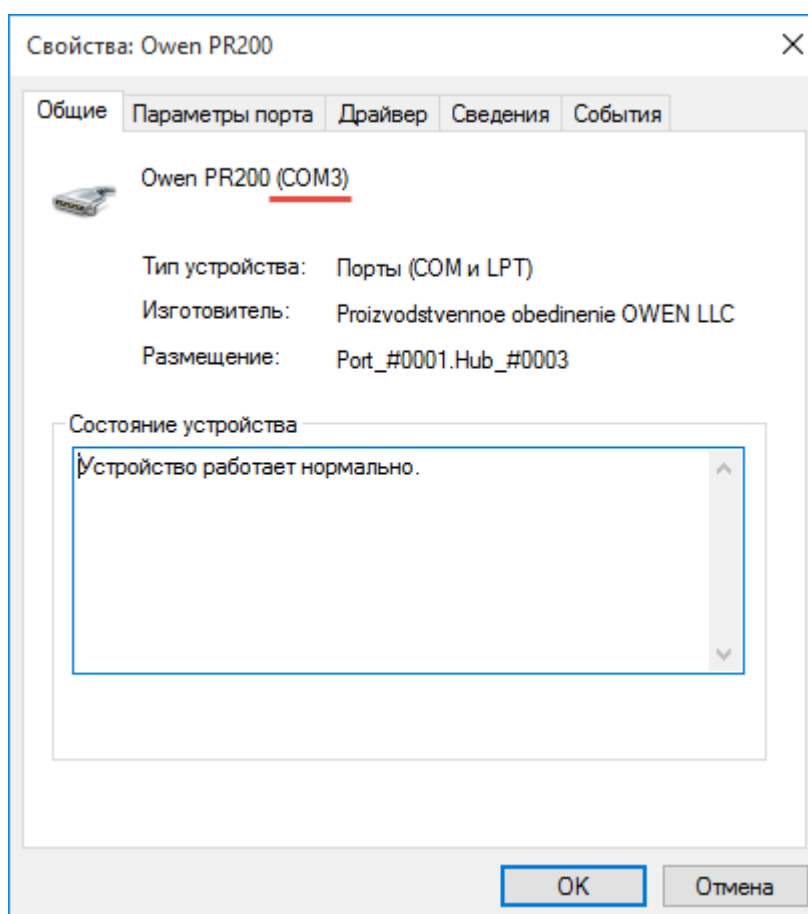 Свойства: Owen PR200
Общие Параметры порта Драйвер Сведения События
Owen PR200 (COM3)
Тип устройства: Порты (COM и LPT)
Изготовитель: Proizvodstvennoe obedinenie OWEN LLC
Размещение: Port_#0001.Hub_#0003
Состояние устройства
Устройство работает нормально.
OK Отмена